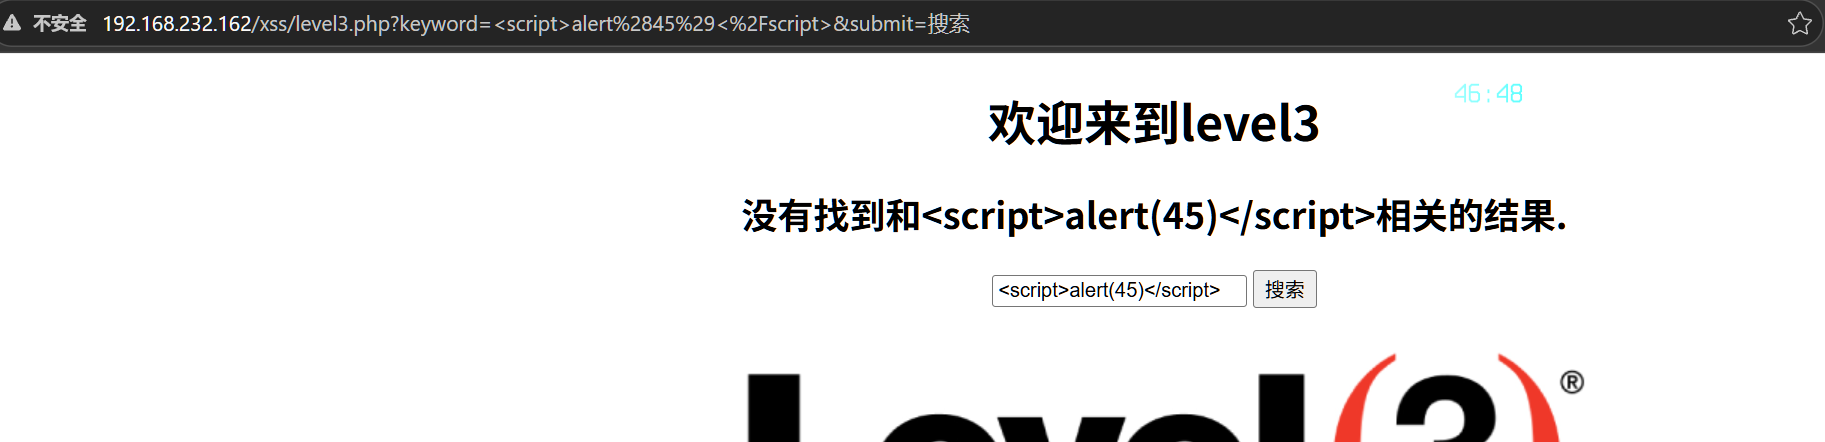 不安全 192.168.232.162/xss/level3.php?keyword=<script>alert%2845%29<%2Fscript>&submit=搜索
46:48
欢迎来到level3
没有找到和<script>alert(45)</script>相关的结果.
<script>alert(45)</script> 搜索
Level(3)®